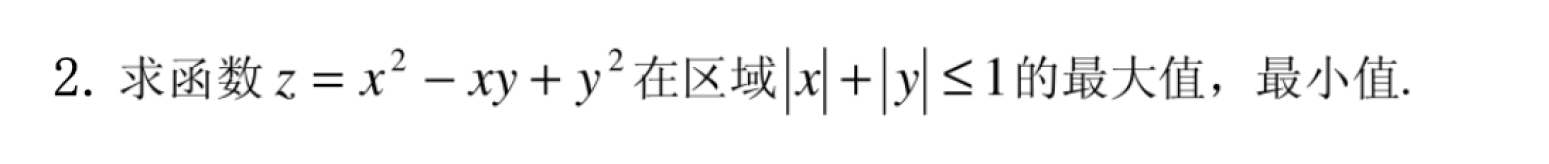 2. 求函数 z = x² − xy + y² 在区域|x|+|y|≤1的最大值，最小值.